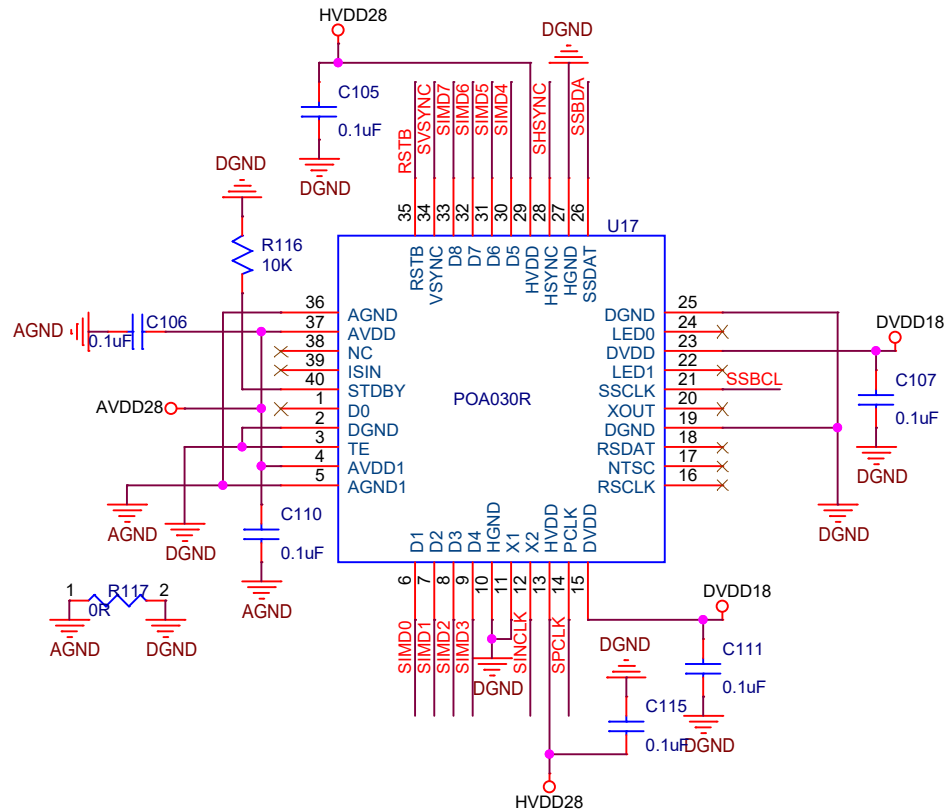 HVDD28
DGND
C105
0.1uF
DGND
RSTB
SVSYNC
SIMD7
SIMD6
SIMD5
SIMD4
SHSYNC
SSBDA
35
34
33
32
31
30
29
28
27
26
U17
RSTB
VSYNC
D8
D7
D6
D5
HVDD
HSYNC
HGND
SSDAT
DGND
R116
10K
AGND
C106
0.1uF
AVDD28
36
37
38
39
40
1
2
3
4
5
AGND
AVDD
NC
ISIN
STDBY
D0
DGND
TE
AVDD1
AGND1
POA030R
DGND
LED0
DVDD
LED1
SSCLK
XOUT
DGND
RSDAT
NTSC
RSCLK
25
24
23
22
21
20
19
18
17
16
SSBCL
DVDD18
C107
0.1uF
DGND
DGND
AGND
DGND
C110
0.1uF
AGND
1
R117
2
0R
AGND
DGND
D1
D2
D3
D4
HGND
X1
X2
HVDD
PCLK
DVDD
6
7
8
9
10
11
12
13
14
15
SIMD0
SIMD1
SIMD2
SIMD3
SINCLK
SPCLK
DGND
DVDD18
C111
0.1uF
DGND
DGND
C115
0.1uF
HVDD28